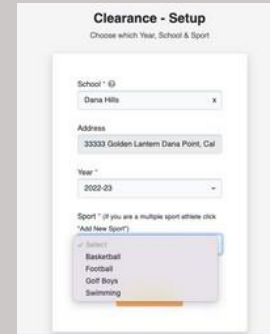 Clearance - Setup
Choose which Year, School & Sport
School *
Dana Hills x
Address
33333 Golden Lantern Dana Point, Cal
Year *
2022-23
Sport * (If you are a multiple sport athlete click
"Add New Sport")
✓ Select
Basketball
Football
Golf Boys
Swimming